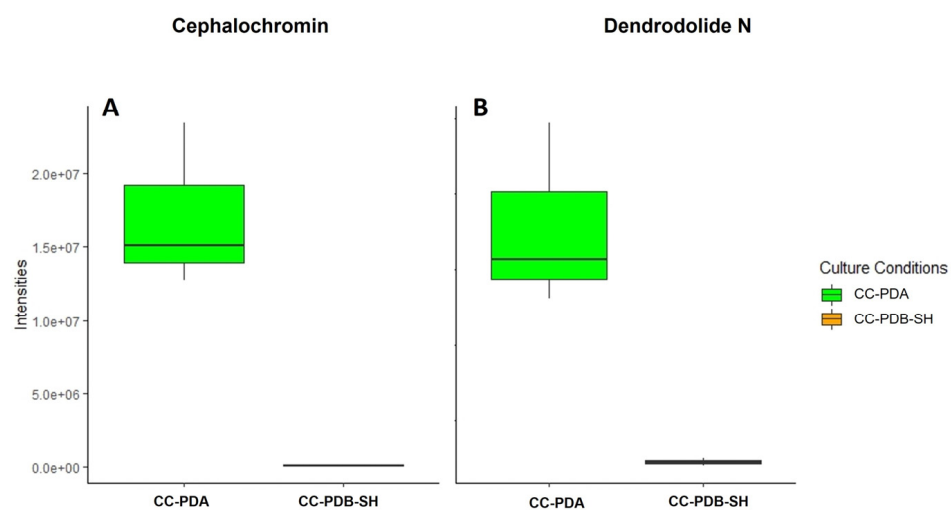 Cephalochromin
Dendrodolide N
A
B
2.0e+07
1.5e+07
1.0e+07
5.0e+06
0.0e+00
Intensities
CC-PDA
CC-PDB-SH
CC-PDA
CC-PDB-SH
Culture Conditions
CC-PDA
CC-PDB-SH